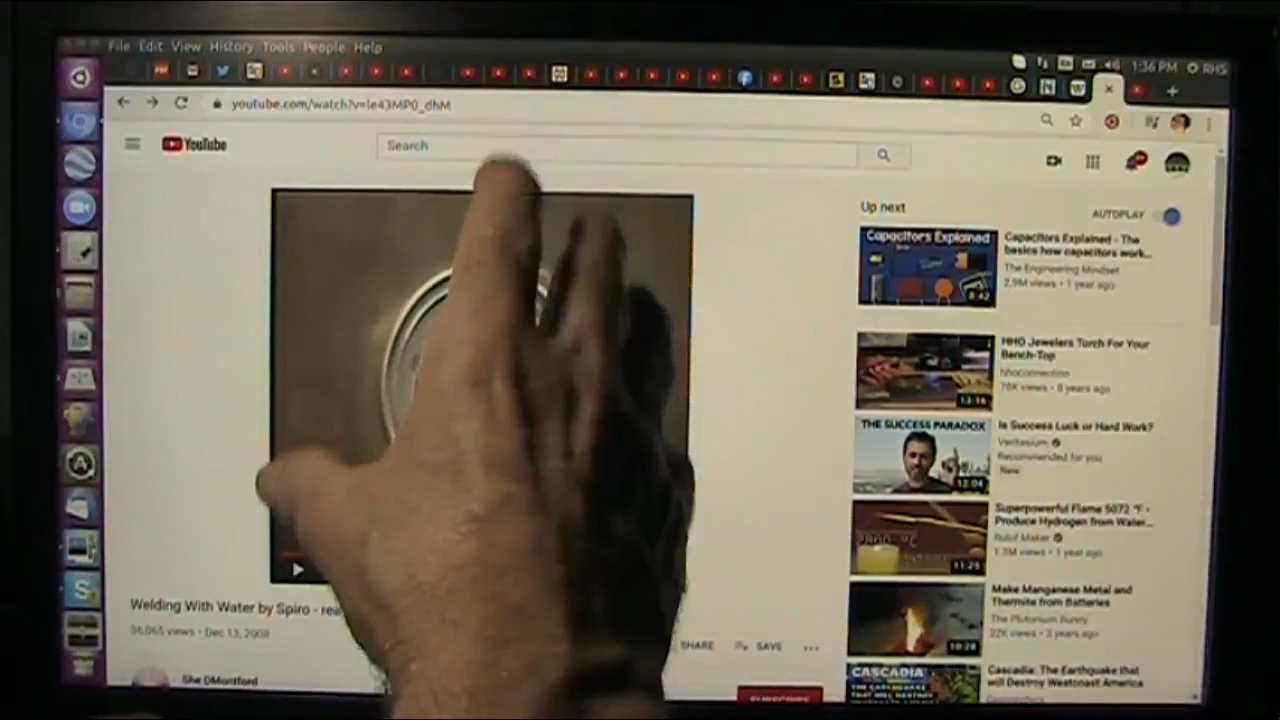 File Edit View History Tools People Help
1:36 PM RHS
youtube.com/watch?v=le43MP0_dhM
YouTube
Search
Up next
AUTOPLAY
Capacitors Explained
8:42
Capacitors Explained - The
basics how capacitors work...
The Engineering Mindset
2.9M views • 1 year ago
12:16
HHO Jewelers Torch For Your
Bench-Top
hhoconnection
78K views • 8 years ago
THE SUCCESS PARADOX
12:04
Is Success Luck or Hard Work?
Veritasium
Recommended for you
New
11:25
Superpowerful Flame 5072 °F -
Produce Hydrogen from Water...
Rulof Maker
1.3M views • 1 year ago
10:28
Make Manganese Metal and
Thermite from Batteries
The Plutonium Bunny
22K views • 3 years ago
CASCADIA
Cascadia: The Earthquake that
will Destroy Westcoast America
Welding With Water by Spiro - rea
36,065 views • Dec 13, 2008
SHARE SAVE ...
She DMontford
SUBSCRIBE